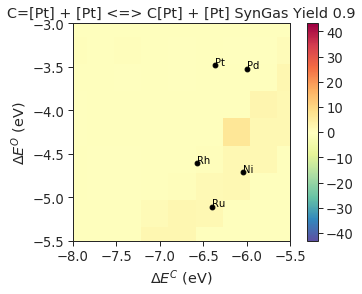 C=[Pt] + [Pt] <=> C[Pt] + [Pt] SynGas Yield 0.9
−3.0
−3.5
−4.0
−4.5
−5.0
−5.5
ΔE^O (eV)
Pt
Pd
Rh
Ni
Ru
−8.0 −7.5 −7.0 −6.5 −6.0 −5.5
ΔE^C (eV)
40
30
20
10
0
−10
−20
−30
−40